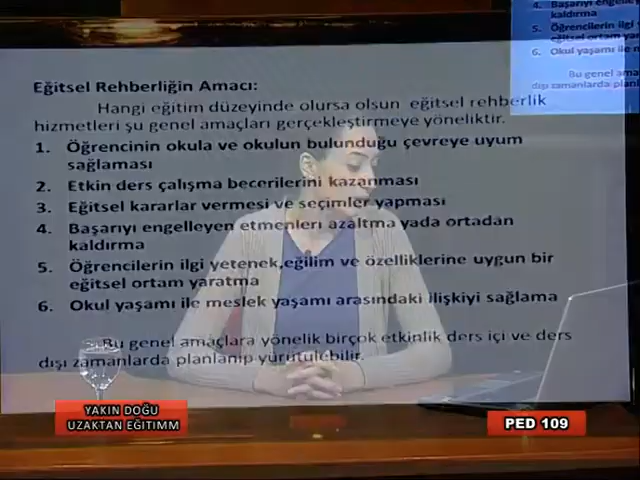 Eğitsel Rehberliğin Amacı:
Hangi eğitim düzeyinde olursa olsun eğitsel rehberlik
hizmetleri şu genel amaçları gerçekleştirmeye yöneliktir.
1. Öğrencinin okula ve okulun bulunduğu çevreye uyum
sağlaması
2. Etkin ders çalışma becerilerini kazanması
3. Eğitsel kararlar vermesi ve seçimler yapması
4. Başarıyı engelleyen etmenleri azaltma yada ortadan
kaldırma
5. Öğrencilerin ilgi yetenek,eğilim ve özelliklerine uygun bir
eğitsel ortam yaratma
6. Okul yaşamı ile meslek yaşamı arasındaki ilişkiyi sağlama
Bu genel amaçlara yönelik birçok etkinlik ders içi ve ders
dışı zamanlarda planlanıp yürütülebilir.
4. Başarıyı
kaldırma
5. Öğrencilerin ilgi
eğitsel ortam
6. Okul yaşamı ile
Bu genel
dışı zamanlarda
YAKIN DOĞU
UZAKTAN EĞİTIMM
PED 109